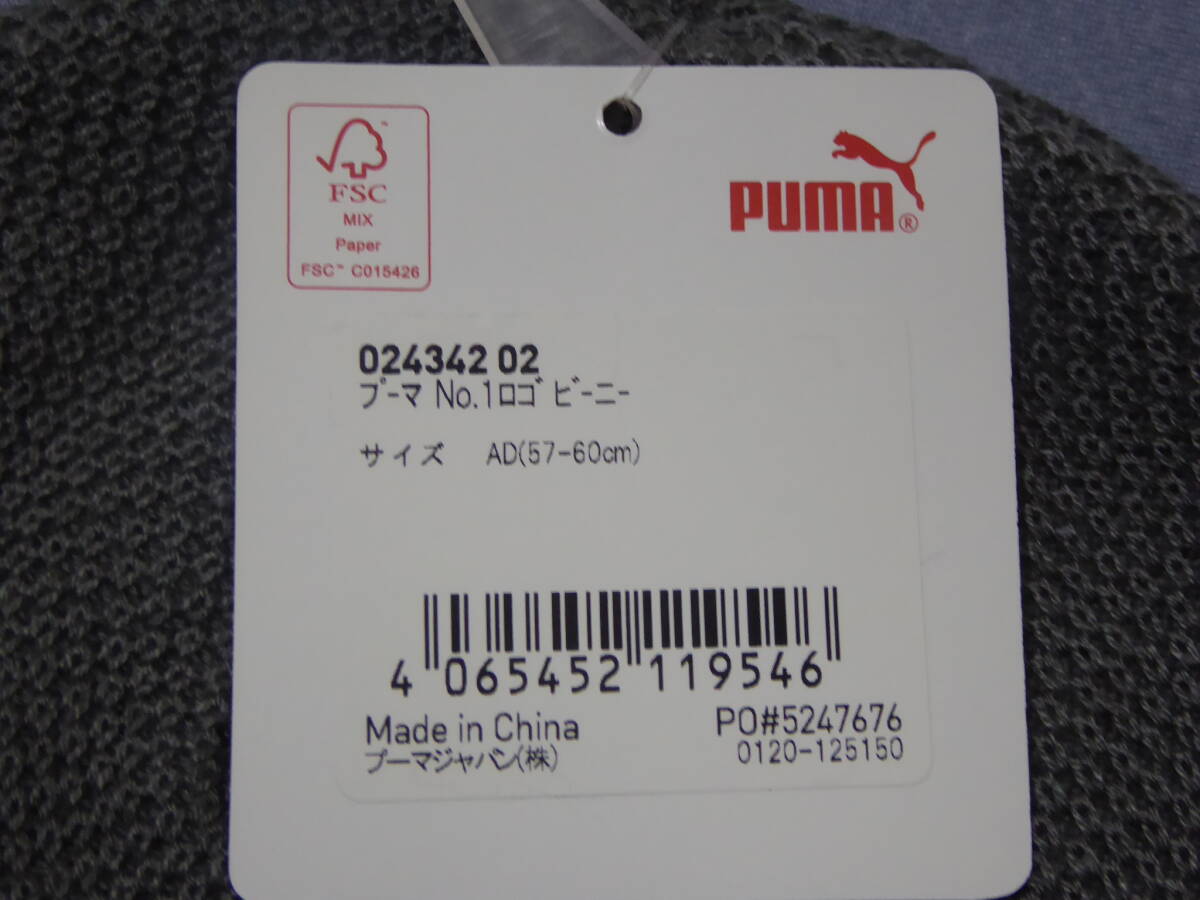 FSC
MIX
Paper
FSC™ C015426
PUMA®
024342 02
プーマ No.1ロゴ ビーニー
サイズ AD(57-60cm)
4 065452 119546
Made in China
プーマジャパン(株)
PO#5247676
0120-125150